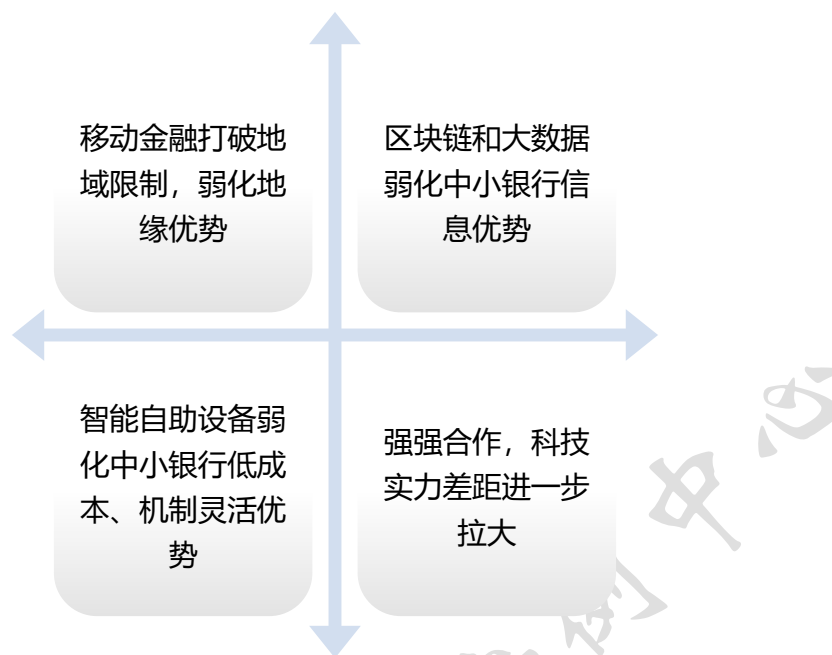 移动金融打破地
域限制，弱化地
缘优势
区块链和大数据
弱化中小银行信
息优势
智能自助设备弱
化中小银行低成
本、机制灵活优
势
强强合作，科技
实力差距进一步
拉大
例中心